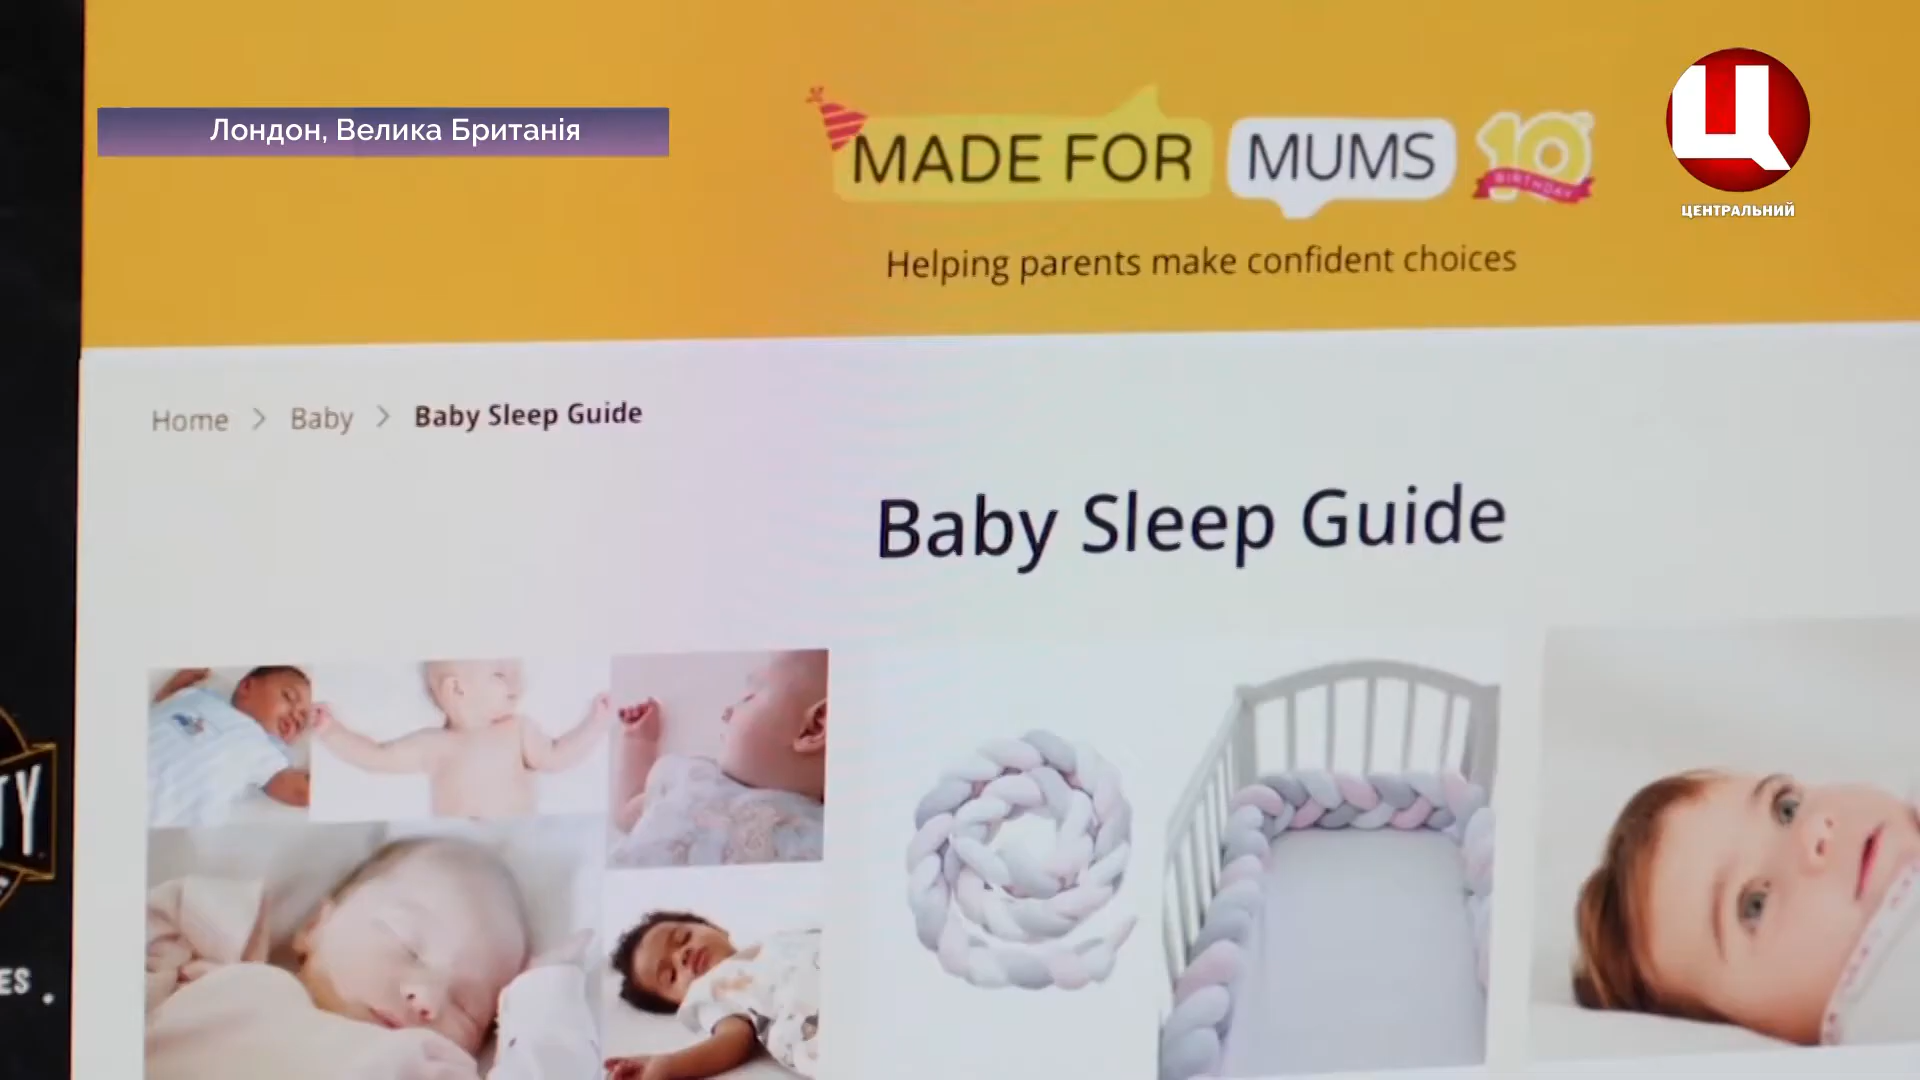 Лондон, Велика Британія
MADE FOR MUMS
10
BIRTHDAY
Ц
ЦЕНТРАЛЬНИЙ
Helping parents make confident choices
Home > Baby > Baby Sleep Guide
Baby Sleep Guide